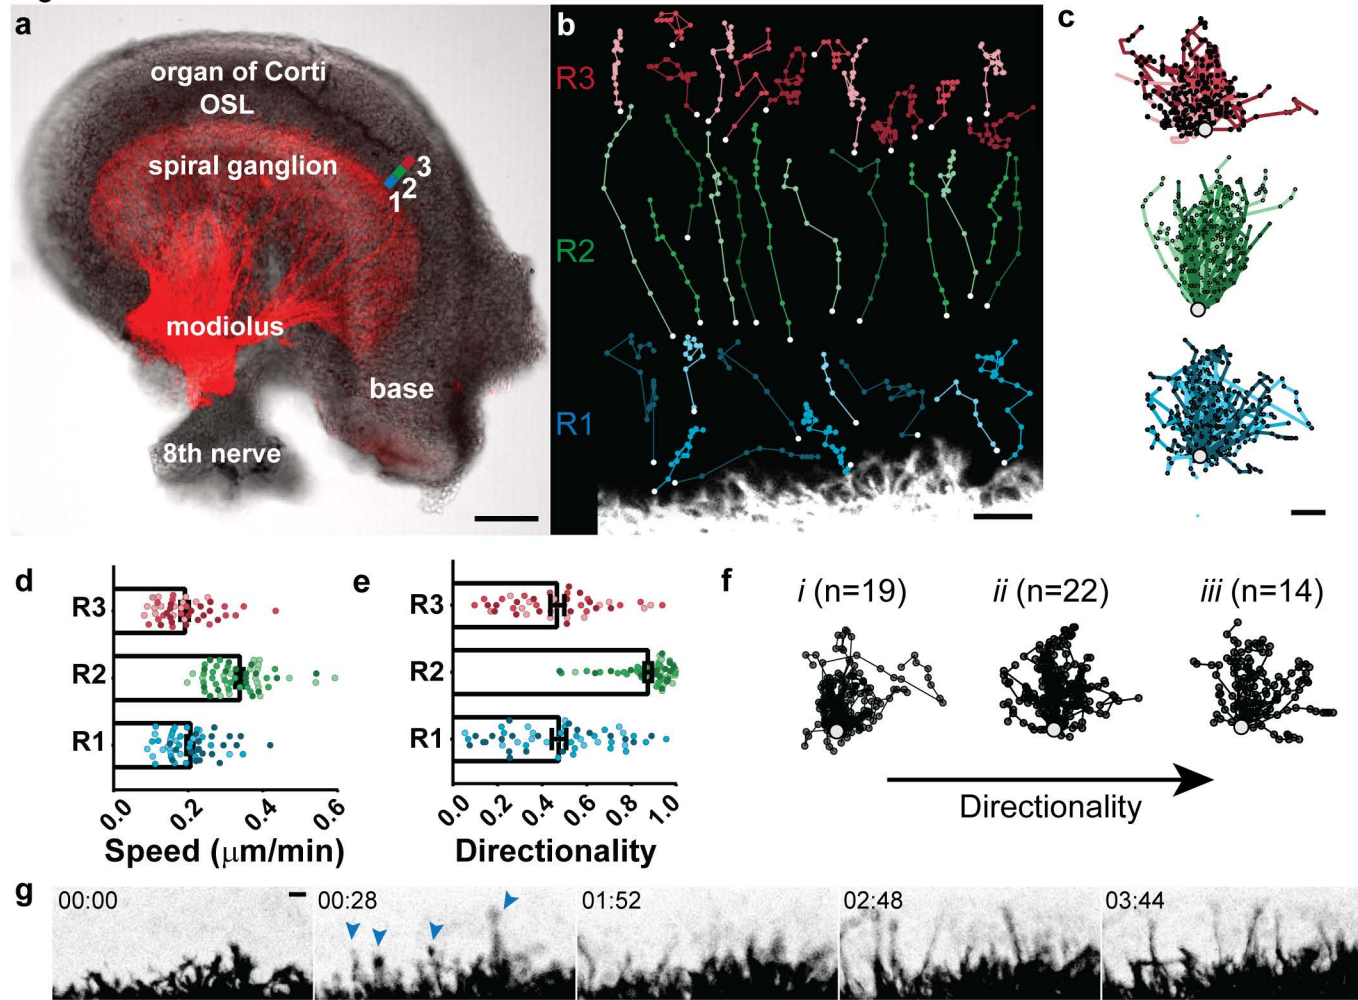 a
organ of Corti
OSL
spiral ganglion
3
2
1
modiolus
base
8th nerve
b
R3
R2
R1
c
d
R3
R2
R1
0.0 0.2 0.4 0.6
Speed (μm/min)
e
R3
R2
R1
0.0 0.2 0.4 0.6 0.8 1.0
Directionality
f
i (n=19) ii (n=22) iii (n=14)
Directionality
g
00:00 00:28 01:52 02:48 03:44